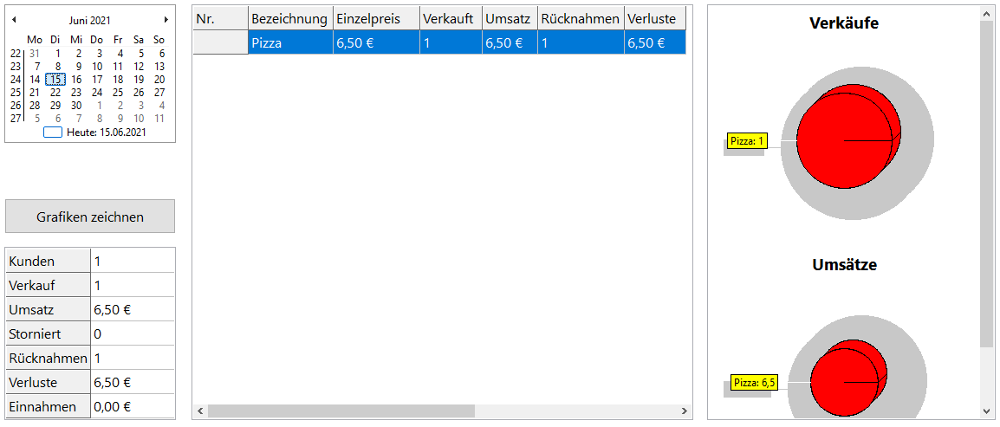 Juni 2021
Mo Di Mi Do Fr Sa So
22 31 1 2 3 4 5 6
23 7 8 9 10 11 12 13
24 14 15 16 17 18 19 20
25 21 22 23 24 25 26 27
26 28 29 30 1 2 3 4
27 5 6 7 8 9 10 11
Heute: 15.06.2021
Grafiken zeichnen
Kunden 1
Verkauf 1
Umsatz 6,50 €
Storniert 0
Rücknahmen 1
Verluste 6,50 €
Einnahmen 0,00 €
Nr. Bezeichnung Einzelpreis Verkauft Umsatz Rücknahmen Verluste
Pizza 6,50 € 1 6,50 € 1 6,50 €
Verkäufe
Pizza: 1
Umsätze
Pizza: 6,5